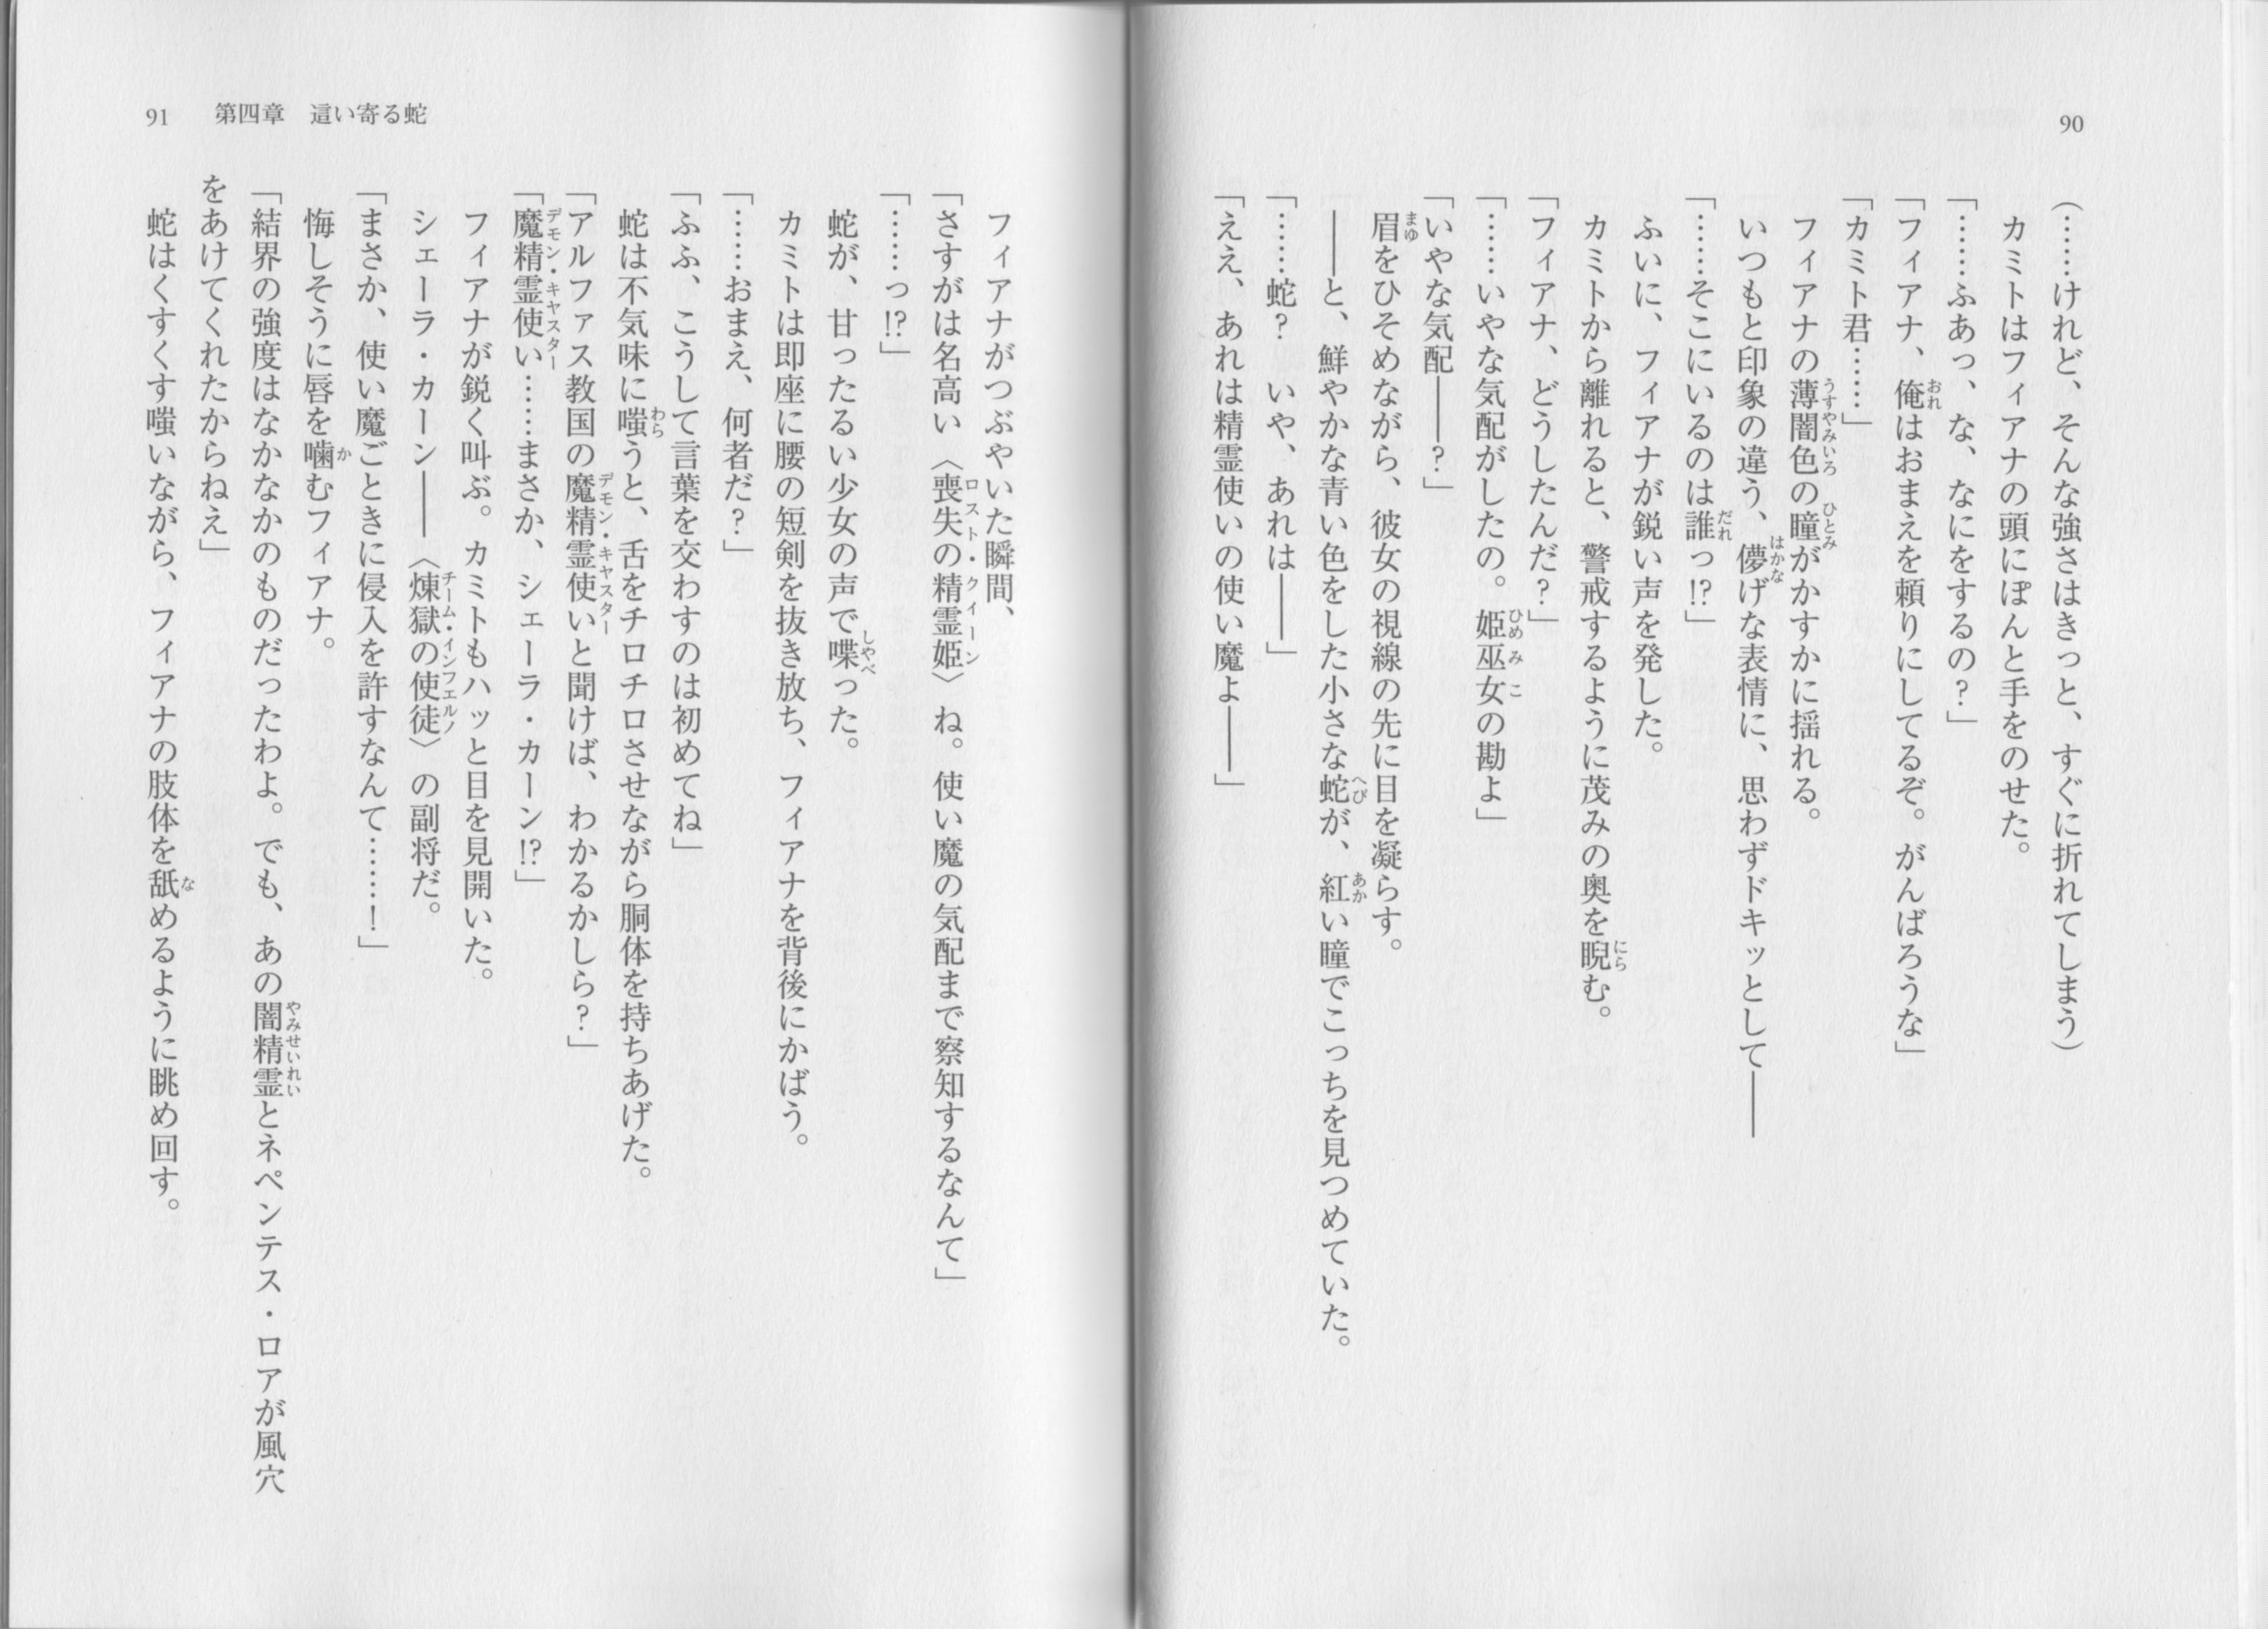 90
(……けれど、そんな強さはきっと、すぐに折れてしまう)
カミトはフィアナの頭にぽんと手をのせた。
「……ふあっ、な、なにをするの?」
「フィアナ、俺はおまえを頼りにしてるぞ。がんばろうな」
「カミト君……」
フィアナの薄闇色の瞳がかすかに揺れる。
いつもと印象の違う、儚げな表情に、思わずドキッとして――
「……そこにいるのは誰っ!?」
ふいに、フィアナが鋭い声を発した。
カミトから離れると、警戒するように茂みの奥を睨む。
「フィアナ、どうしたんだ?」
「……いやな気配がしたの。姫巫女の勘よ」
「いやな気配――?」
眉をひそめながら、彼女の視線の先に目を凝らす。
――と、鮮やかな青い色をした小さな蛇が、紅い瞳でこっちを見つめていた。
「……蛇? いや、あれは――」
「ええ、あれは精霊使いの使い魔よ――」
91 第四章 這い寄る蛇
フィアナがつぶやいた瞬間、
「さすがは名高い〈喪失の精霊姫〉ね。使い魔の気配まで察知するなんて」
「……っ!?」
蛇が、甘ったるい少女の声で喋った。
カミトは即座に腰の短剣を抜き放ち、フィアナを背後にかばう。
「……おまえ、何者だ?」
「ふふ、こうして言葉を交わすのは初めてね」
蛇は不気味に嗤うと、舌をチロチロさせながら胴体を持ちあげた。
「アルファス教国の魔精霊使いと聞けば、わかるかしら?」
「魔精霊使い……まさか、シェーラ・カーン!?」
フィアナが鋭く叫ぶ。カミトもハッと目を見開いた。
シェーラ・カーン――〈煉獄の使徒〉の副将だ。
「まさか、使い魔ごときに侵入を許すなんて……!」
悔しそうに唇を噛むフィアナ。
「結界の強度はなかなかのものだったわよ。でも、あの闇精霊とネペンテス・ロアが風穴
をあけてくれたからねえ」
蛇はくすくす嗤いながら、フィアナの肢体を舐めるように眺め回す。